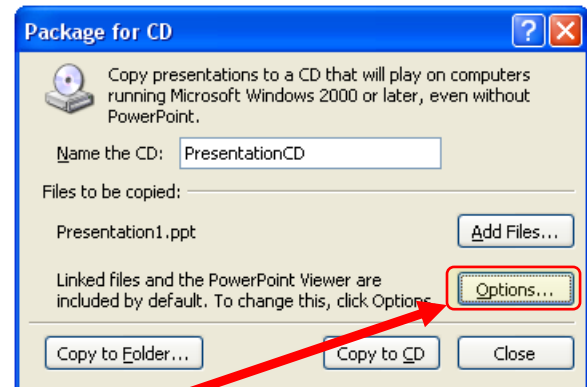 Package for CD
Copy presentations to a CD that will play on computers
running Microsoft Windows 2000 or later, even without
PowerPoint.
Name the CD: PresentationCD
Files to be copied:
Presentation1.ppt Add Files...
Linked files and the PowerPoint Viewer are
included by default. To change this, click Options. Options...
Copy to Folder... Copy to CD Close